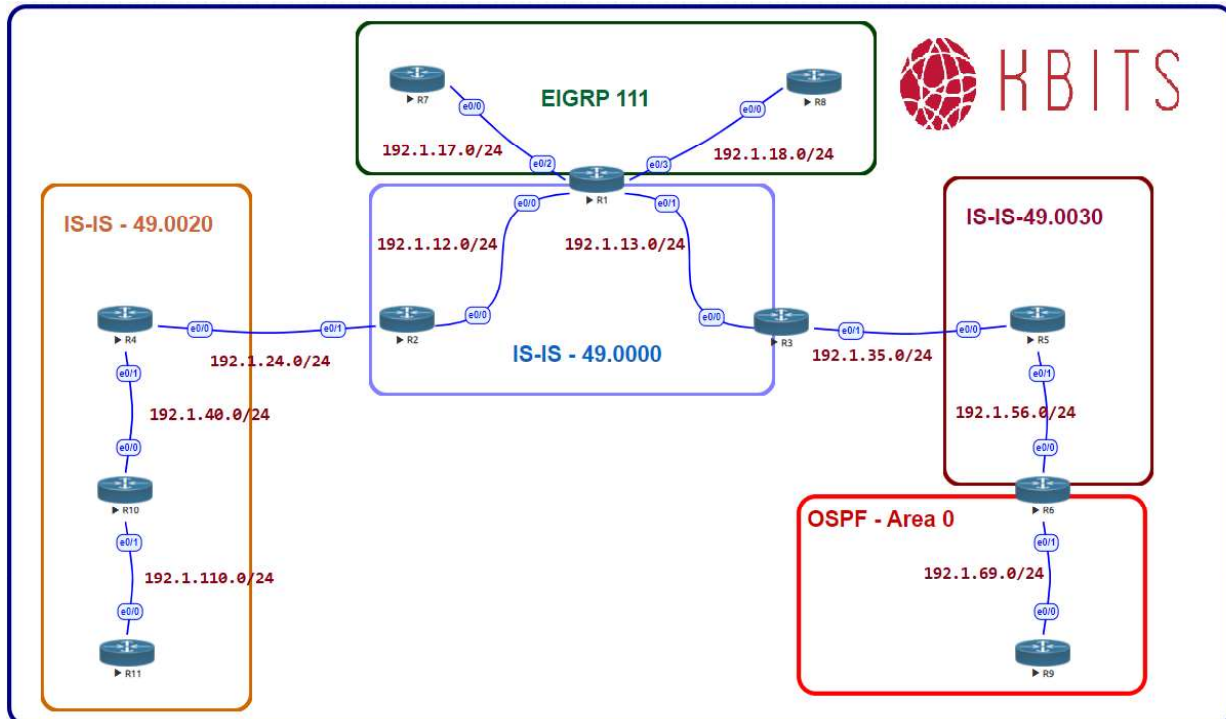 KBITS
EIGRP 111
▶ R7
▶ R8
e0/0
e0/0
192.1.17.0/24
192.1.18.0/24
e0/2
e0/3
▶ R1
IS-IS - 49.0020
e0/0
e0/1
IS-IS-49.0030
192.1.12.0/24
192.1.13.0/24
▶ R4
e0/0
e0/1
▶ R2
e0/0
e0/0
▶ R3
e0/1
e0/0
▶ R5
192.1.24.0/24
IS-IS - 49.0000
192.1.35.0/24
e0/1
e0/1
192.1.40.0/24
192.1.56.0/24
e0/0
e0/0
▶ R10
▶ R6
OSPF - Area 0
e0/1
e0/1
192.1.110.0/24
192.1.69.0/24
e0/0
e0/0
▶ R11
▶ R9